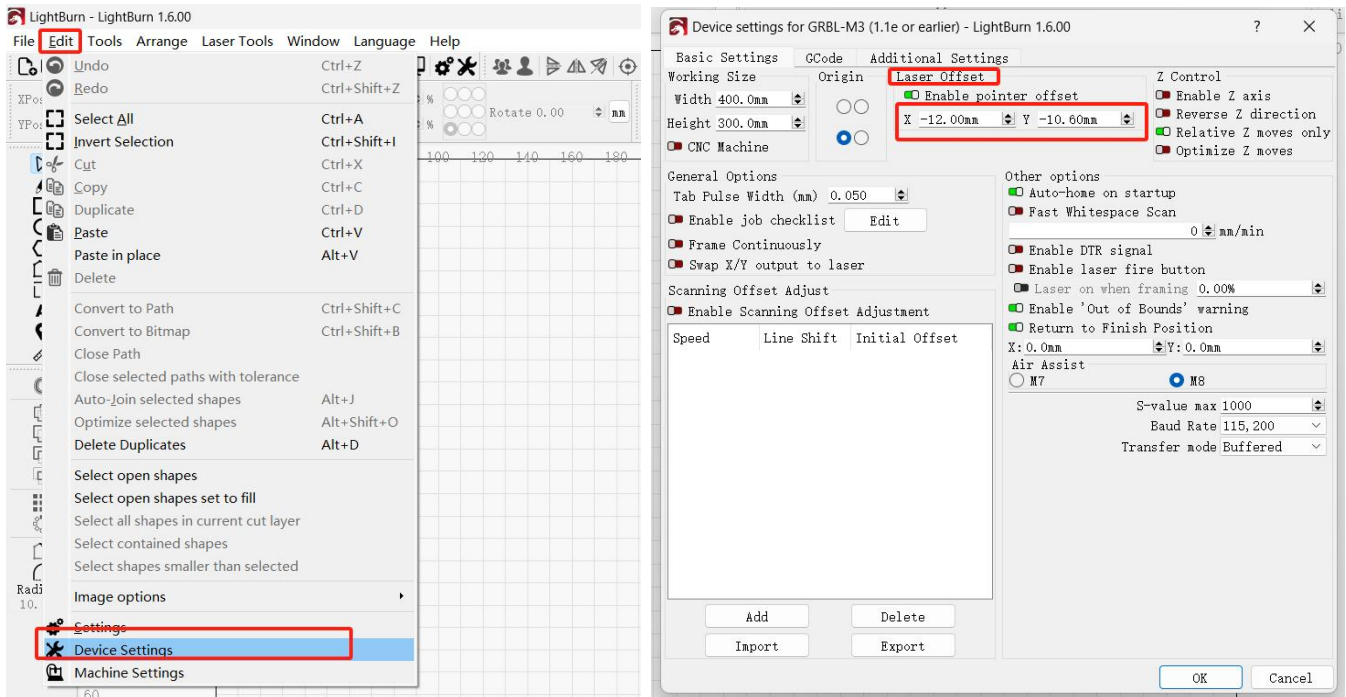 LightBurn - LightBurn 1.6.00
File Edit Tools Arrange Laser Tools Window Language Help
Undo Ctrl+Z
Redo Ctrl+Shift+Z
XPos
YPos
% 
%
Rotate 0.00
mm
Select All Ctrl+A
Invert Selection Ctrl+Shift+I
Cut Ctrl+X
Copy Ctrl+C
Duplicate Ctrl+D
Paste Ctrl+V
Paste in place Alt+V
Delete
100 120 140 160 180
Convert to Path Ctrl+Shift+C
Convert to Bitmap Ctrl+Shift+B
Close Path
Close selected paths with tolerance
Auto-Join selected shapes Alt+J
Optimize selected shapes Alt+Shift+O
Delete Duplicates Alt+D
Select open shapes
Select open shapes set to fill
Select all shapes in current cut layer
Select contained shapes
Select shapes smaller than selected
Radi
10.
Image options
Settings
Device Settings
Machine Settings
60
Device settings for GRBL-M3 (1.1e or earlier) - LightBurn 1.6.00
Basic Settings GCode Additional Settings
Working Size
Width 400.0mm
Height 300.0mm
CNC Machine
Origin
Laser Offset
Enable pointer offset
X -12.00mm Y -10.60mm
Z Control
Enable Z axis
Reverse Z direction
Relative Z moves only
Optimize Z moves
General Options
Tab Pulse Width (mm) 0.050
Enable job checklist Edit
Frame Continuously
Swap X/Y output to laser
Scanning Offset Adjust
Enable Scanning Offset Adjustment
Speed Line Shift Initial Offset
Add Delete
Import Export
Other options
Auto-home on startup
Fast Whitespace Scan
0 mm/min
Enable DTR signal
Enable laser fire button
Laser on when framing 0.00%
Enable 'Out of Bounds' warning
Return to Finish Position
X: 0.0mm Y: 0.0mm
Air Assist
M7 M8
S-value max 1000
Baud Rate 115,200
Transfer mode Buffered
OK Cancel